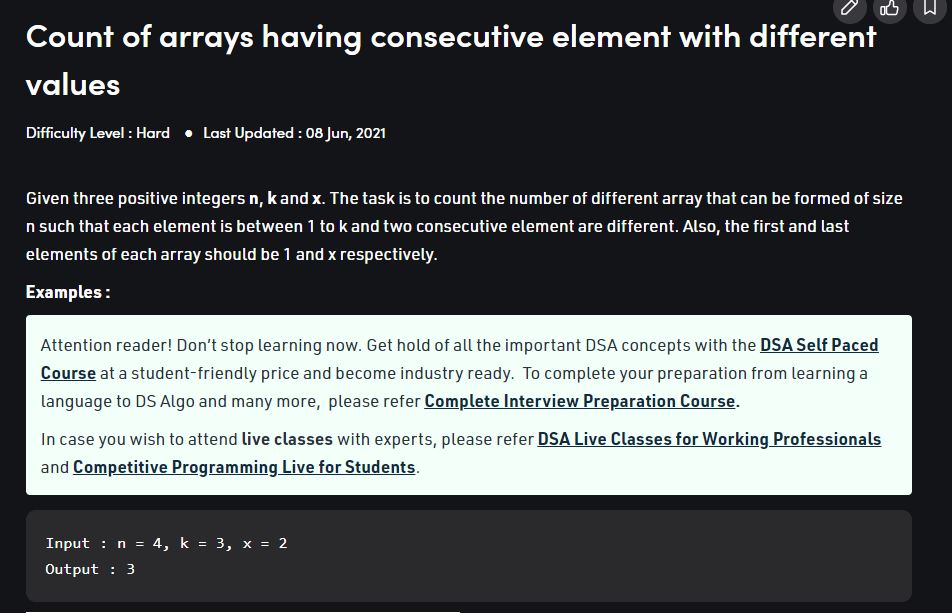 Count of arrays having consecutive element with different
values
Difficulty Level : Hard ● Last Updated : 08 Jun, 2021
Given three positive integers n, k and x. The task is to count the number of different array that can be formed of size
n such that each element is between 1 to k and two consecutive element are different. Also, the first and last
elements of each array should be 1 and x respectively.
Examples :
Attention reader! Don’t stop learning now. Get hold of all the important DSA concepts with the DSA Self Paced
Course at a student-friendly price and become industry ready.  To complete your preparation from learning a
language to DS Algo and many more,  please refer Complete Interview Preparation Course.
In case you wish to attend live classes with experts, please refer DSA Live Classes for Working Professionals
and Competitive Programming Live for Students.
Input : n = 4, k = 3, x = 2
Output : 3